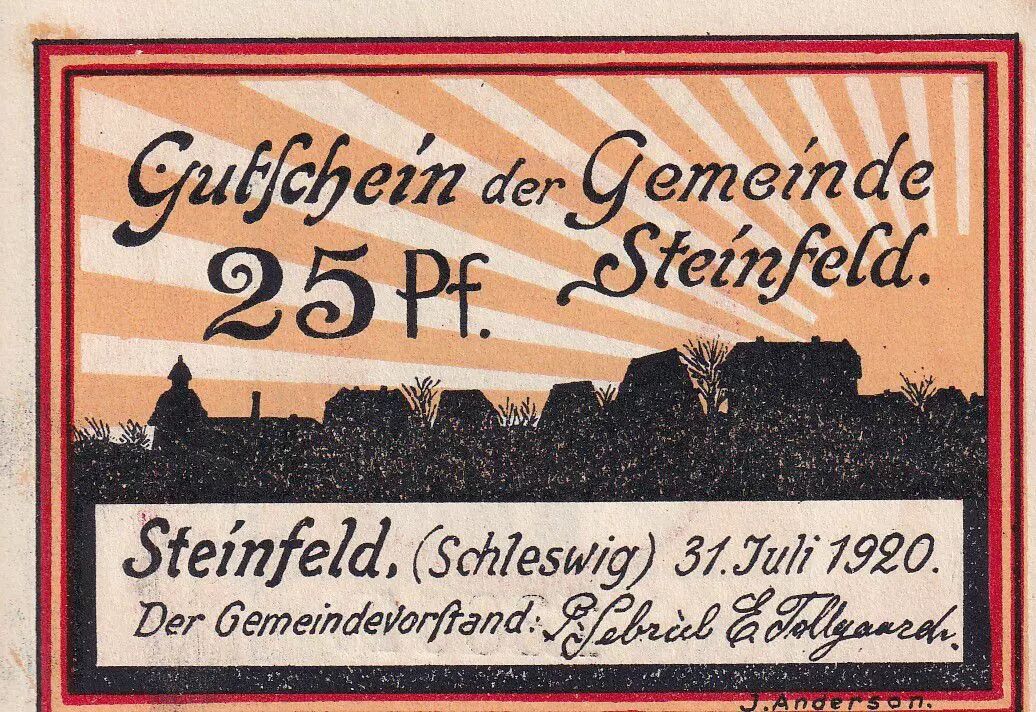 Gutſchein der Gemeinde
Steinfeld.
25 Pf.
Steinfeld, (Schleswig) 31. Juli 1920.
Der Gemeindevorſtand:
J. Anderson.